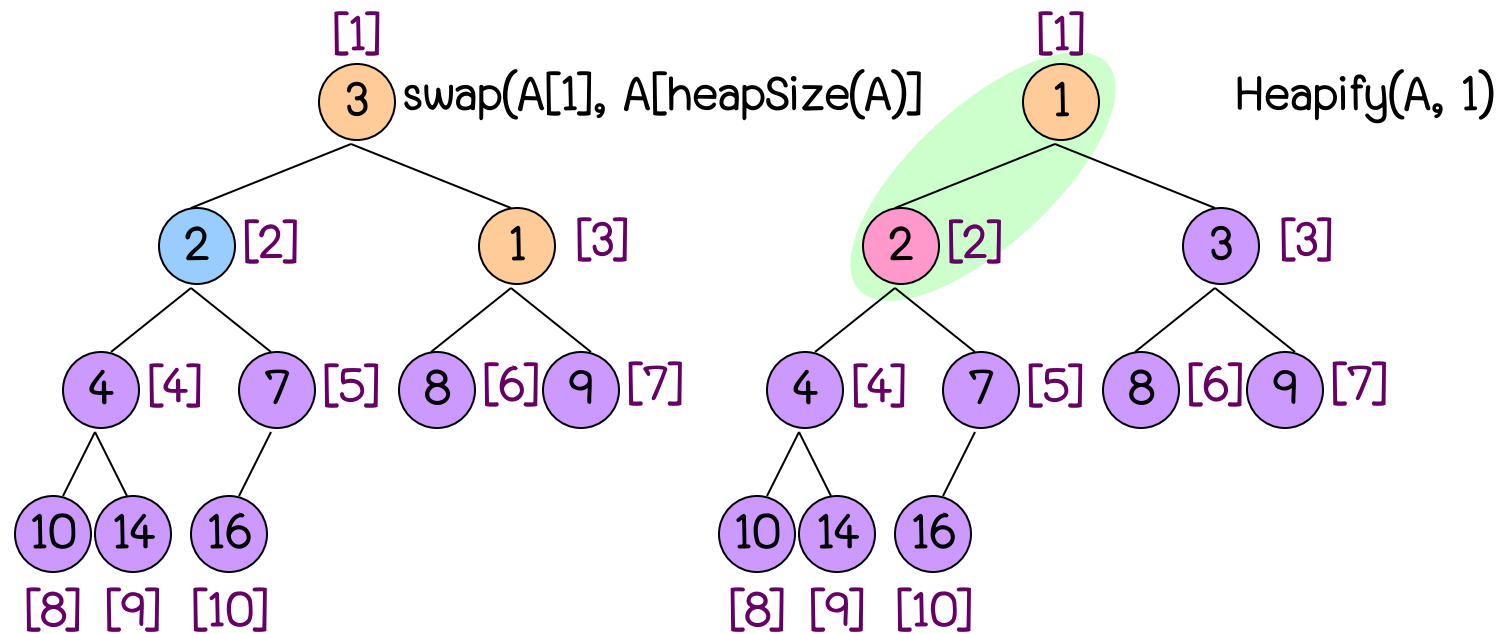 [1] [1]
3 swap(A[1], A[heapSize(A)] 1 Heapify(A, 1)
2 [2] 1 [3] 2 [2] 3 [3]
4 [4] 7 [5] 8 [6] 9 [7] 4 [4] 7 [5] 8 [6] 9 [7]
10 14 16 10 14 16
[8] [9] [10] [8] [9] [10]